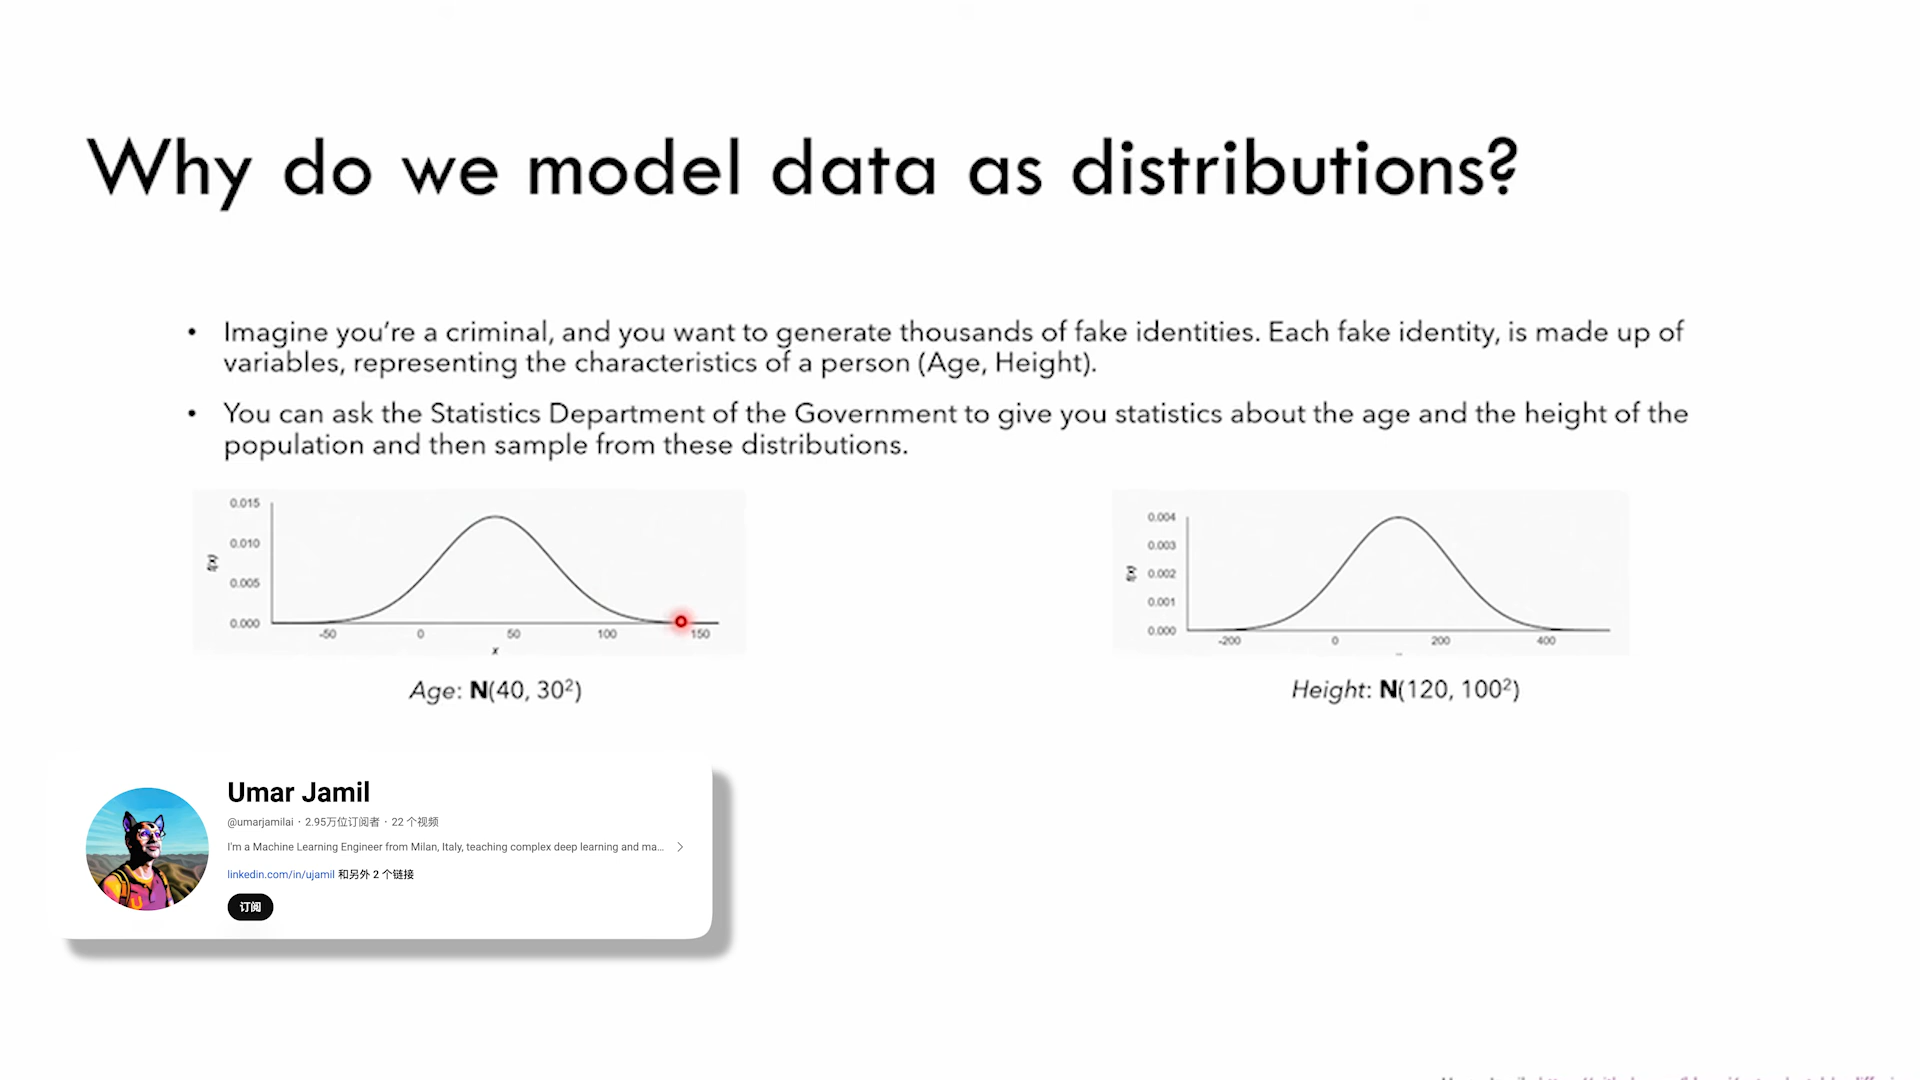 Why do we model data as distributions?
• Imagine you're a criminal, and you want to generate thousands of fake identities. Each fake identity, is made up of
variables, representing the characteristics of a person (Age, Height).
• You can ask the Statistics Department of the Government to give you statistics about the age and the height of the
population and then sample from these distributions.
0.015
0.010
0.005
0.000
f(x)
-50 0 50 100 150
x
Age: N(40, 30²)
0.004
0.003
0.002
0.001
0.000
f(x)
-200 0 200 400
Height: N(120, 100²)
Umar Jamil
@umarjamilai · 2.95万位订阅者 · 22 个视频
I'm a Machine Learning Engineer from Milan, Italy, teaching complex deep learning and ma...
linkedin.com/in/ujamil 和另外 2 个链接
订阅